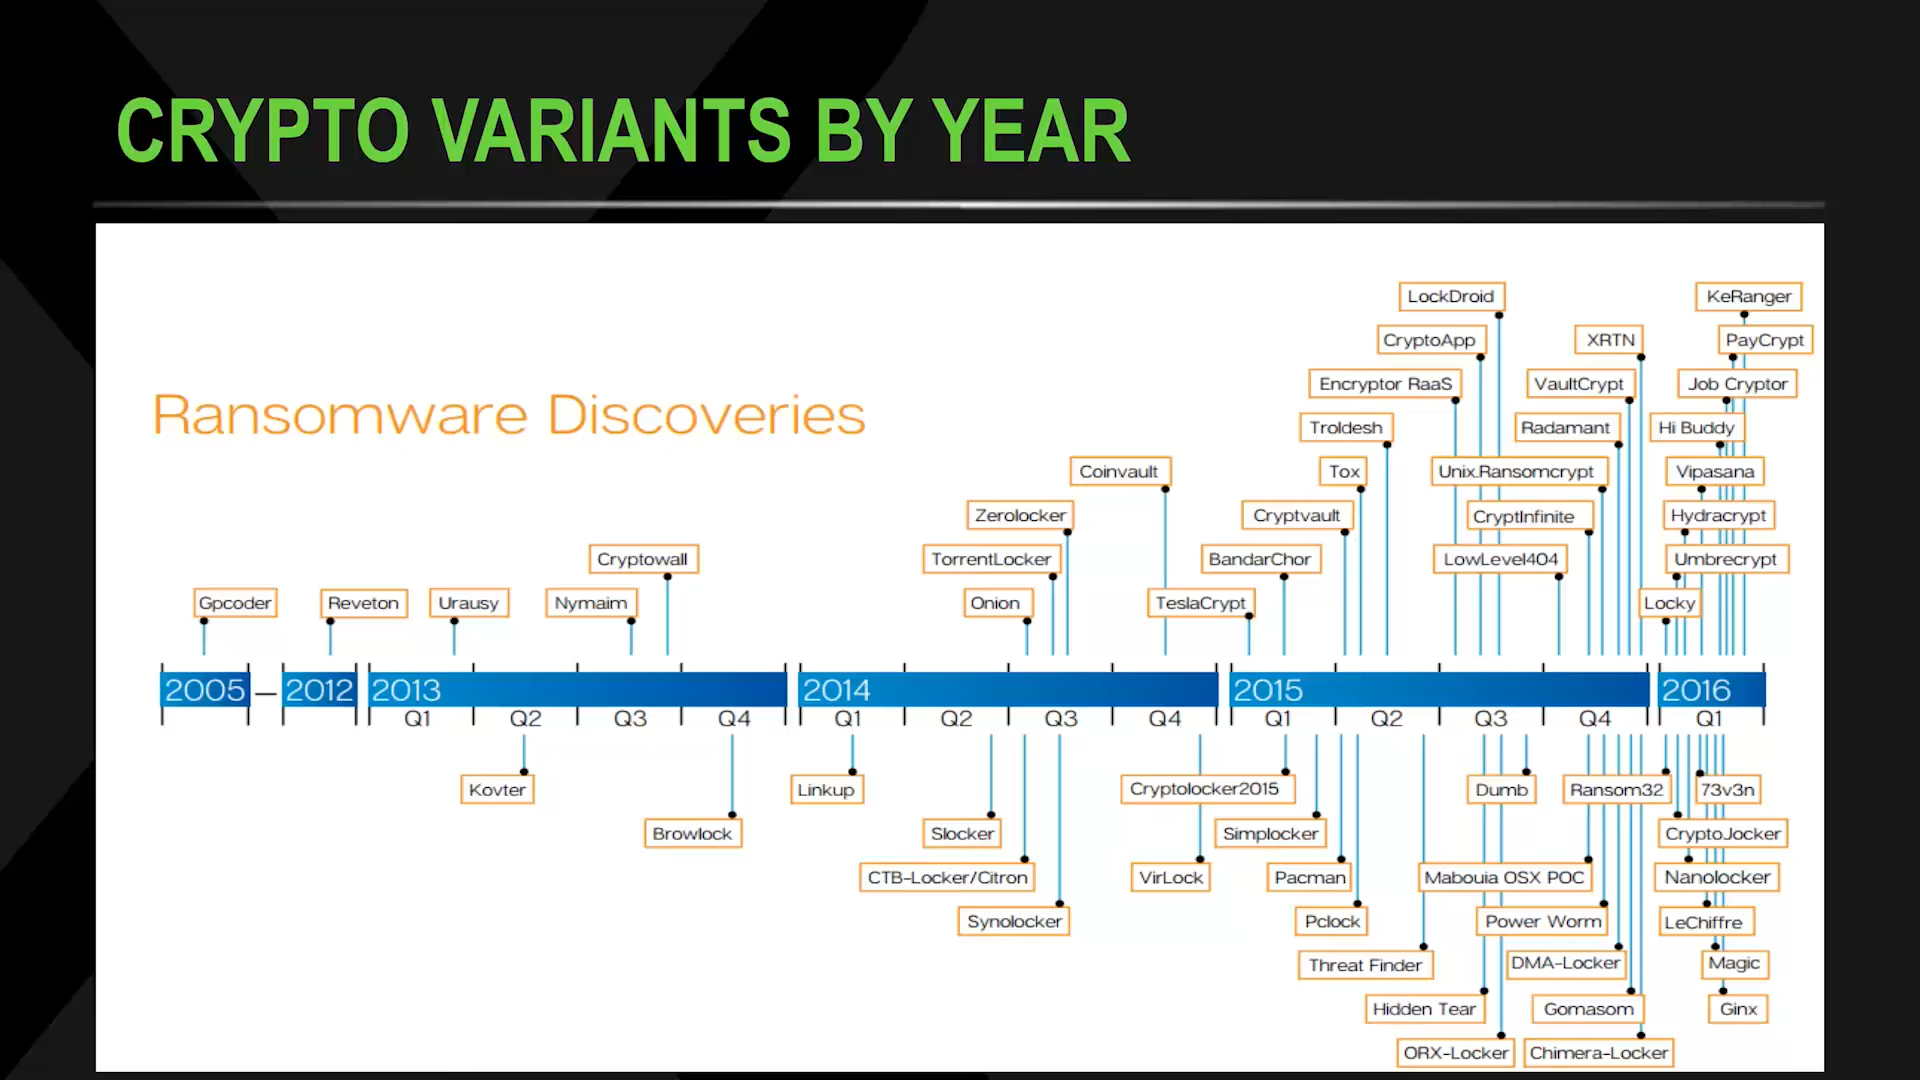 CRYPTO VARIANTS BY YEAR
LockDroid
KeRanger
CryptoApp
XRTN
PayCrypt
Encryptor RaaS
VaultCrypt
Job Cryptor
Ransomware Discoveries
Troldesh
Radamant
Hi Buddy
Coinvault
Tox
Unix.Ransomcrypt
Vipasana
Zerolocker
Cryptvault
CryptInfinite
Hydracrypt
Cryptowall
TorrentLocker
BandarChor
LowLevel404
Umbrecrypt
Gpcoder
Reveton
Urausy
Nymaim
Onion
TeslaCrypt
Locky
2005 — 2012 2013 2014 2015 2016
Q1 Q2 Q3 Q4 Q1 Q2 Q3 Q4 Q1 Q2 Q3 Q4 Q1
Kovter
Linkup
Cryptolocker2015
Dumb
Ransom32
73v3n
Browlock
Slocker
Simplocker
CryptoJocker
CTB-Locker/Citron
VirLock
Pacman
Mabouia OSX POC
Nanolocker
Synolocker
Pclock
Power Worm
LeChiffre
Threat Finder
DMA-Locker
Magic
Hidden Tear
Gomasom
Ginx
ORX-Locker
Chimera-Locker